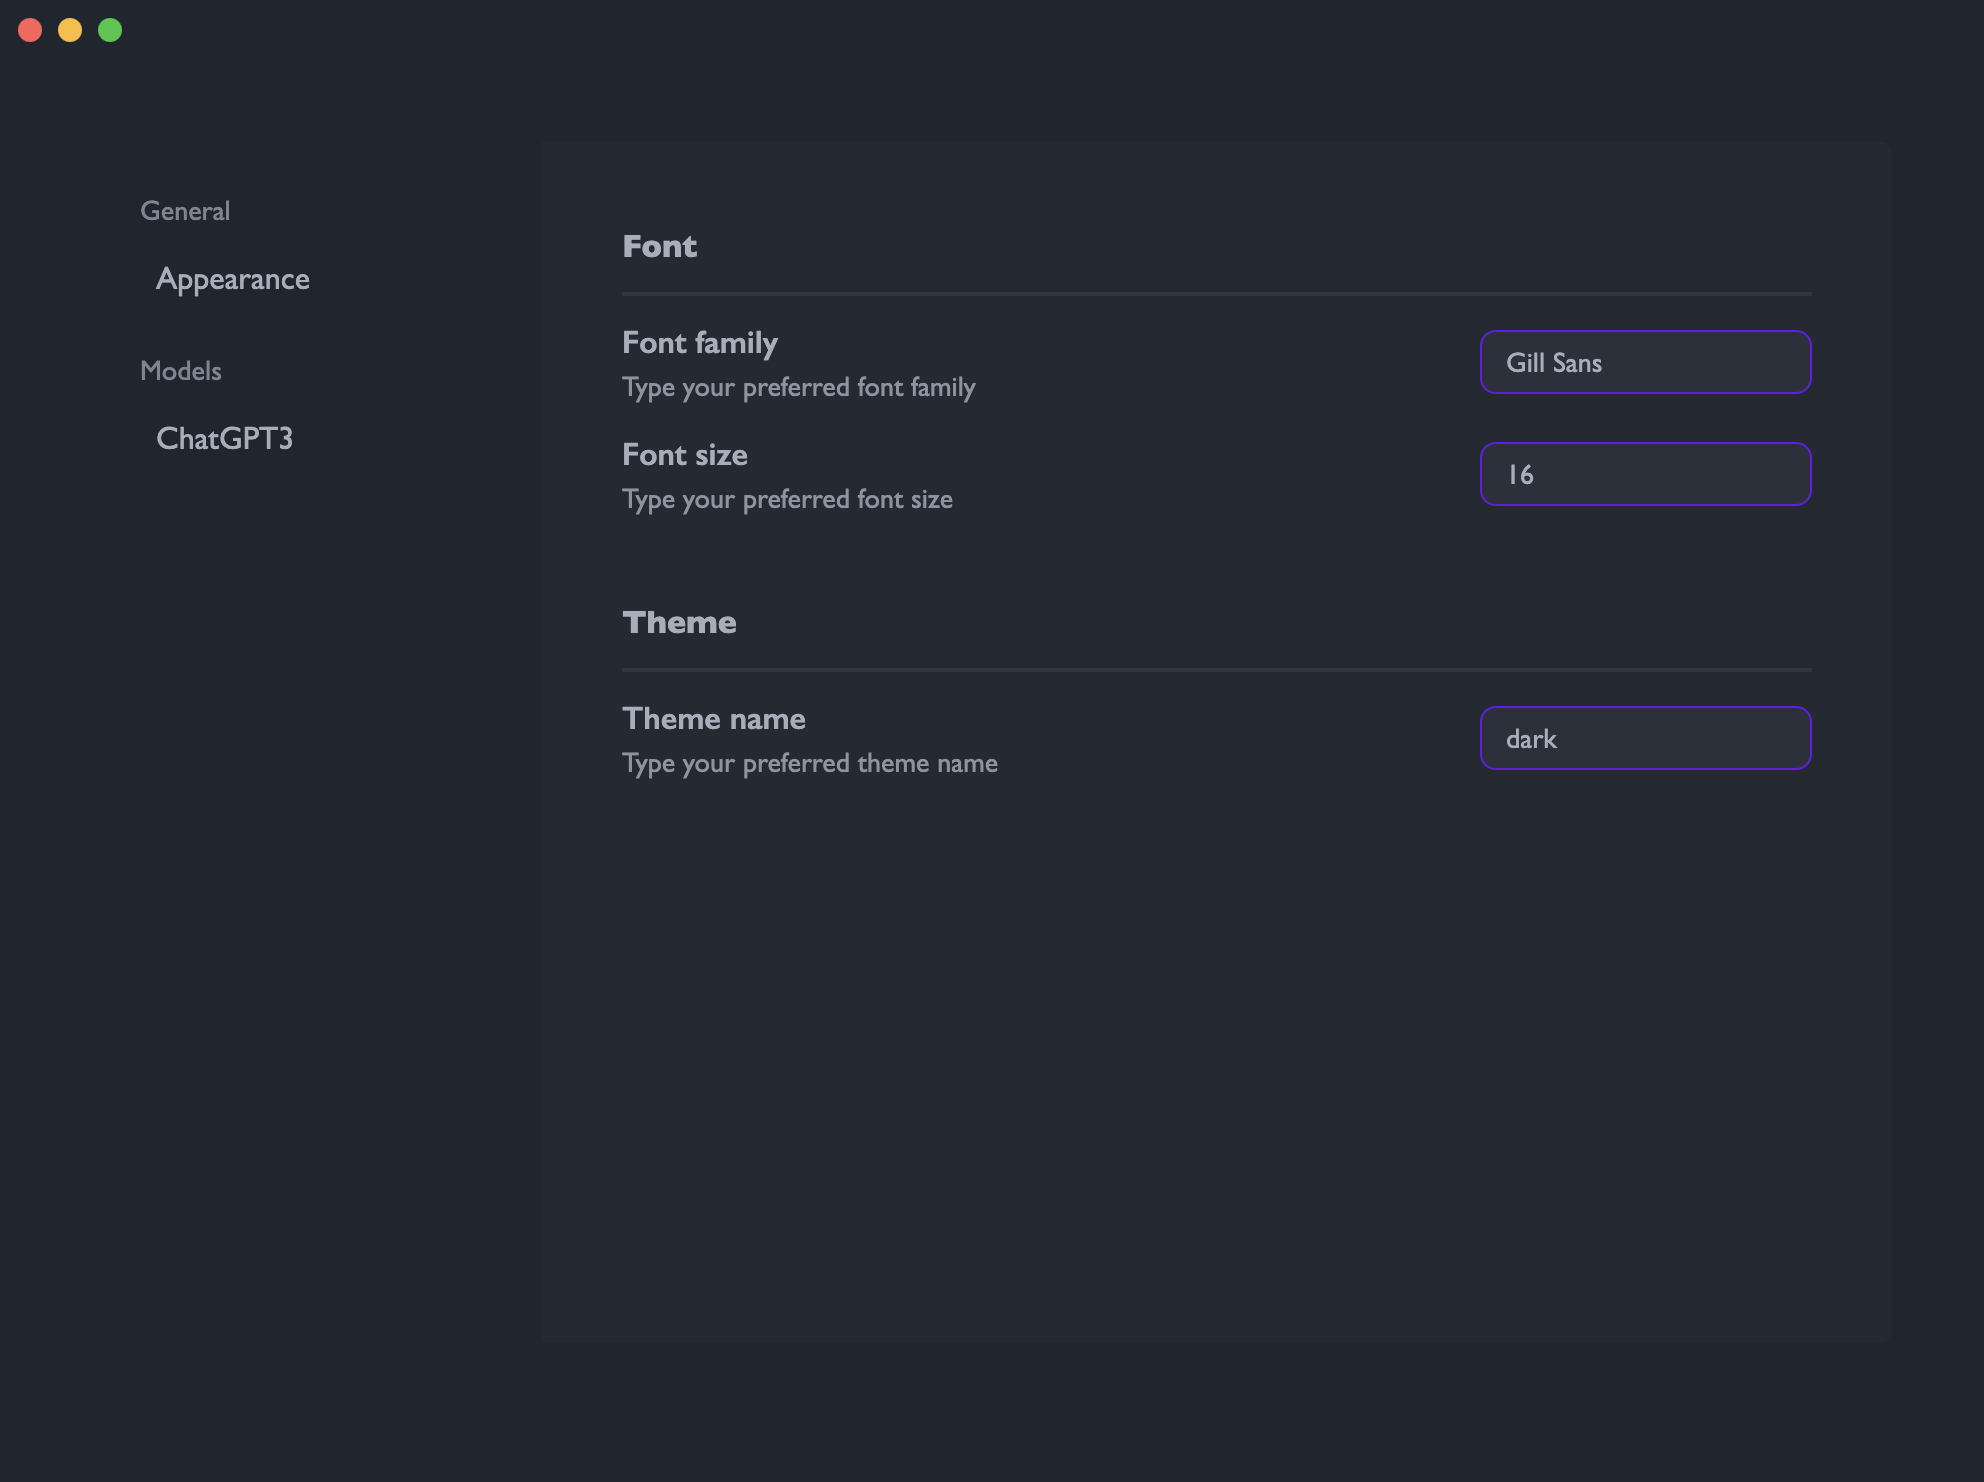 General
Appearance
Models
ChatGPT3
Font
Font family
Type your preferred font family
Gill Sans
Font size
Type your preferred font size
16
Theme
Theme name
Type your preferred theme name
dark